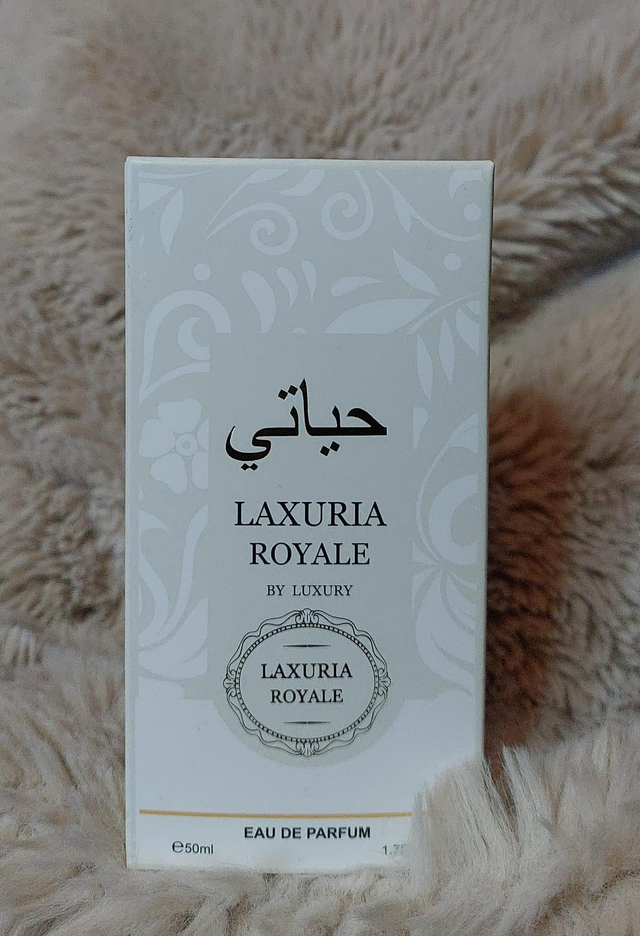 حياتي
LAXURIA
ROYALE
BY LUXURY
LAXURIA
ROYALE
EAU DE PARFUM
℮50ml